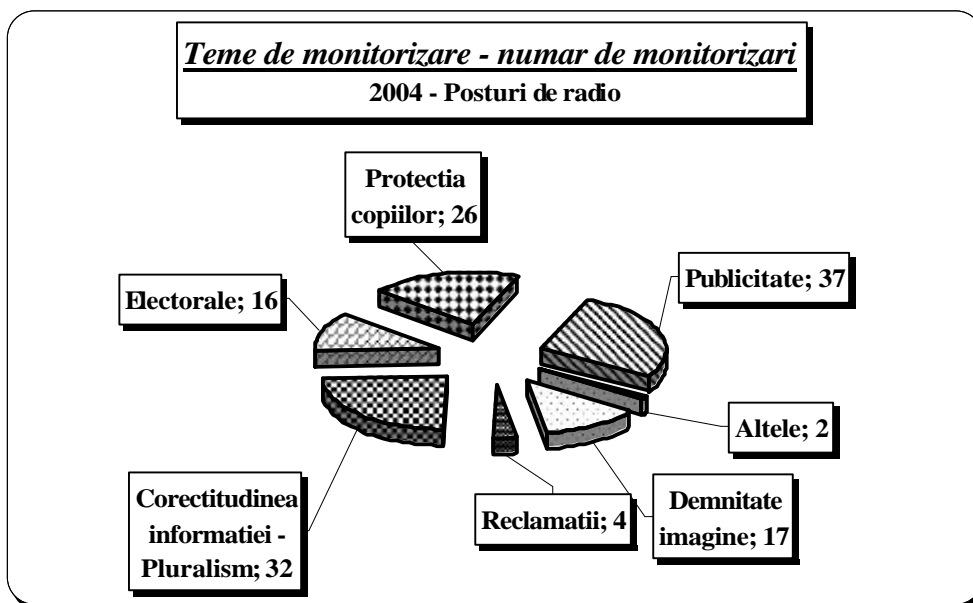 Teme de monitorizare - numar de monitorizari
2004 - Posturi de radio
Protectia
copiilor; 26
Publicitate; 37
Electorale; 16
Altele; 2
Corectitudinea
informatiei -
Pluralism; 32
Reclamatii; 4
Demnitate
imagine; 17